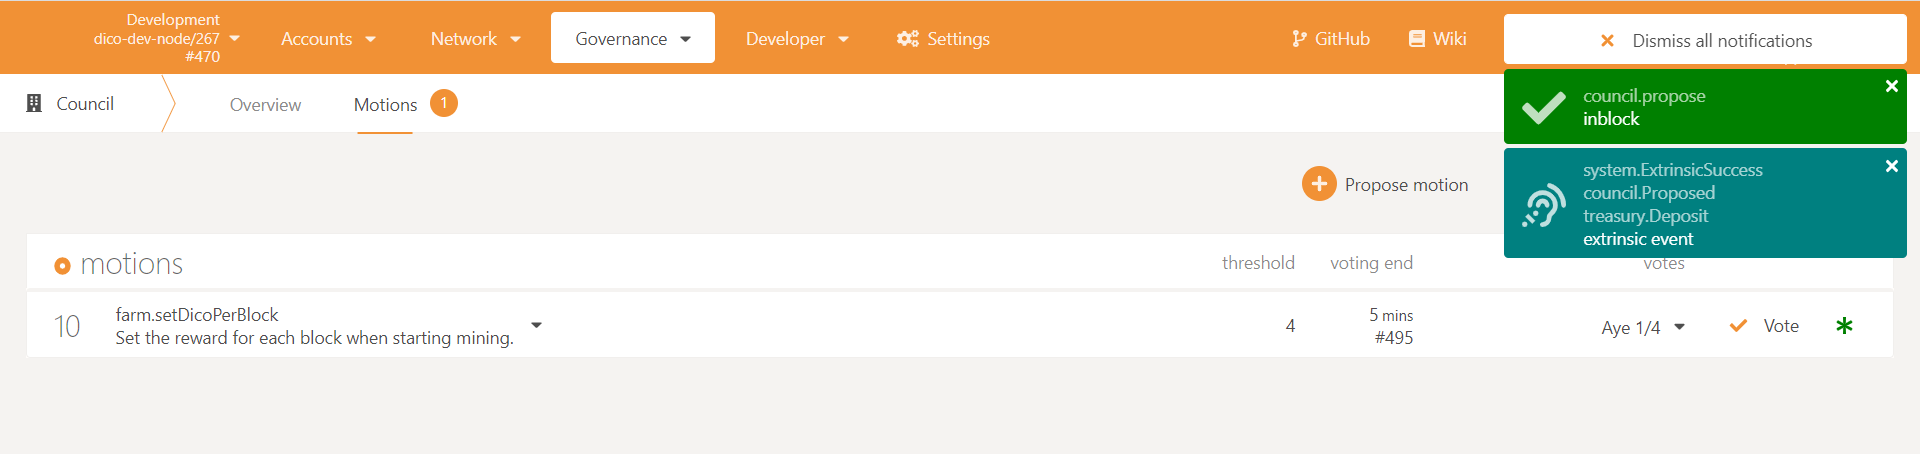 Development
dico-dev-node/267
#470
Accounts
Network
Governance
Developer
Settings
GitHub
Wiki
Dismiss all notifications
Council
Overview
Motions 1
council.propose
inblock
system.ExtrinsicSuccess
council.Proposed
treasury.Deposit
extrinsic event
Propose motion
motions
threshold
voting end
votes
10
farm.setDicoPerBlock
Set the reward for each block when starting mining.
4
5 mins
#495
Aye 1/4
Vote